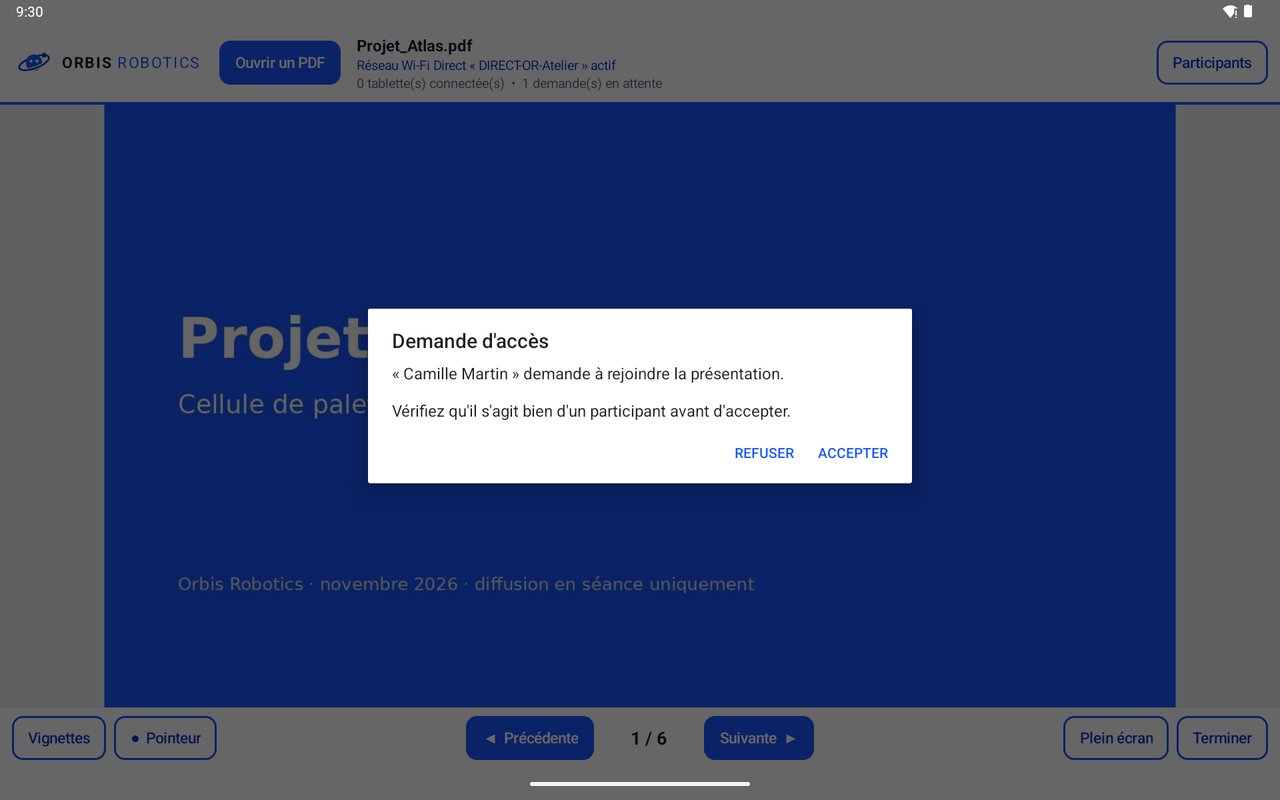 9:30
ORBIS ROBOTICS
Ouvrir un PDF
Projet_Atlas.pdf
Réseau Wi-Fi Direct « DIRECT-OR-Atelier » actif
0 tablette(s) connectée(s) • 1 demande(s) en attente
Participants
Projet
Cellule de pale
Demande d'accès
« Camille Martin » demande à rejoindre la présentation.
Vérifiez qu'il s'agit bien d'un participant avant d'accepter.
REFUSER ACCEPTER
Orbis Robotics · novembre 2026 · diffusion en séance uniquement
Vignettes
● Pointeur
◄ Précédente
1 / 6
Suivante ►
Plein écran
Terminer